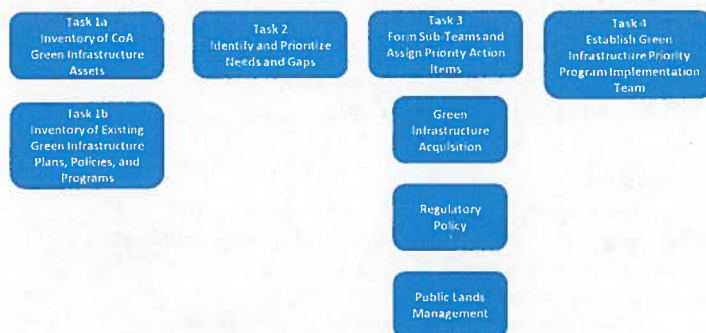 Task 1a
Inventory of CoA
Green Infrastructure
Assets
Task 1b
Inventory of Existing
Green Infrastructure
Plans, Policies, and
Programs
Task 2
Identify and Prioritize
Needs and Gaps
Task 3
Form Sub-Teams and
Assign Priority Action
Items
Green
Infrastructure
Acquisition
Regulatory
Policy
Public Lands
Management
Task 4
Establish Green
Infrastructure Priority
Program Implementation
Team